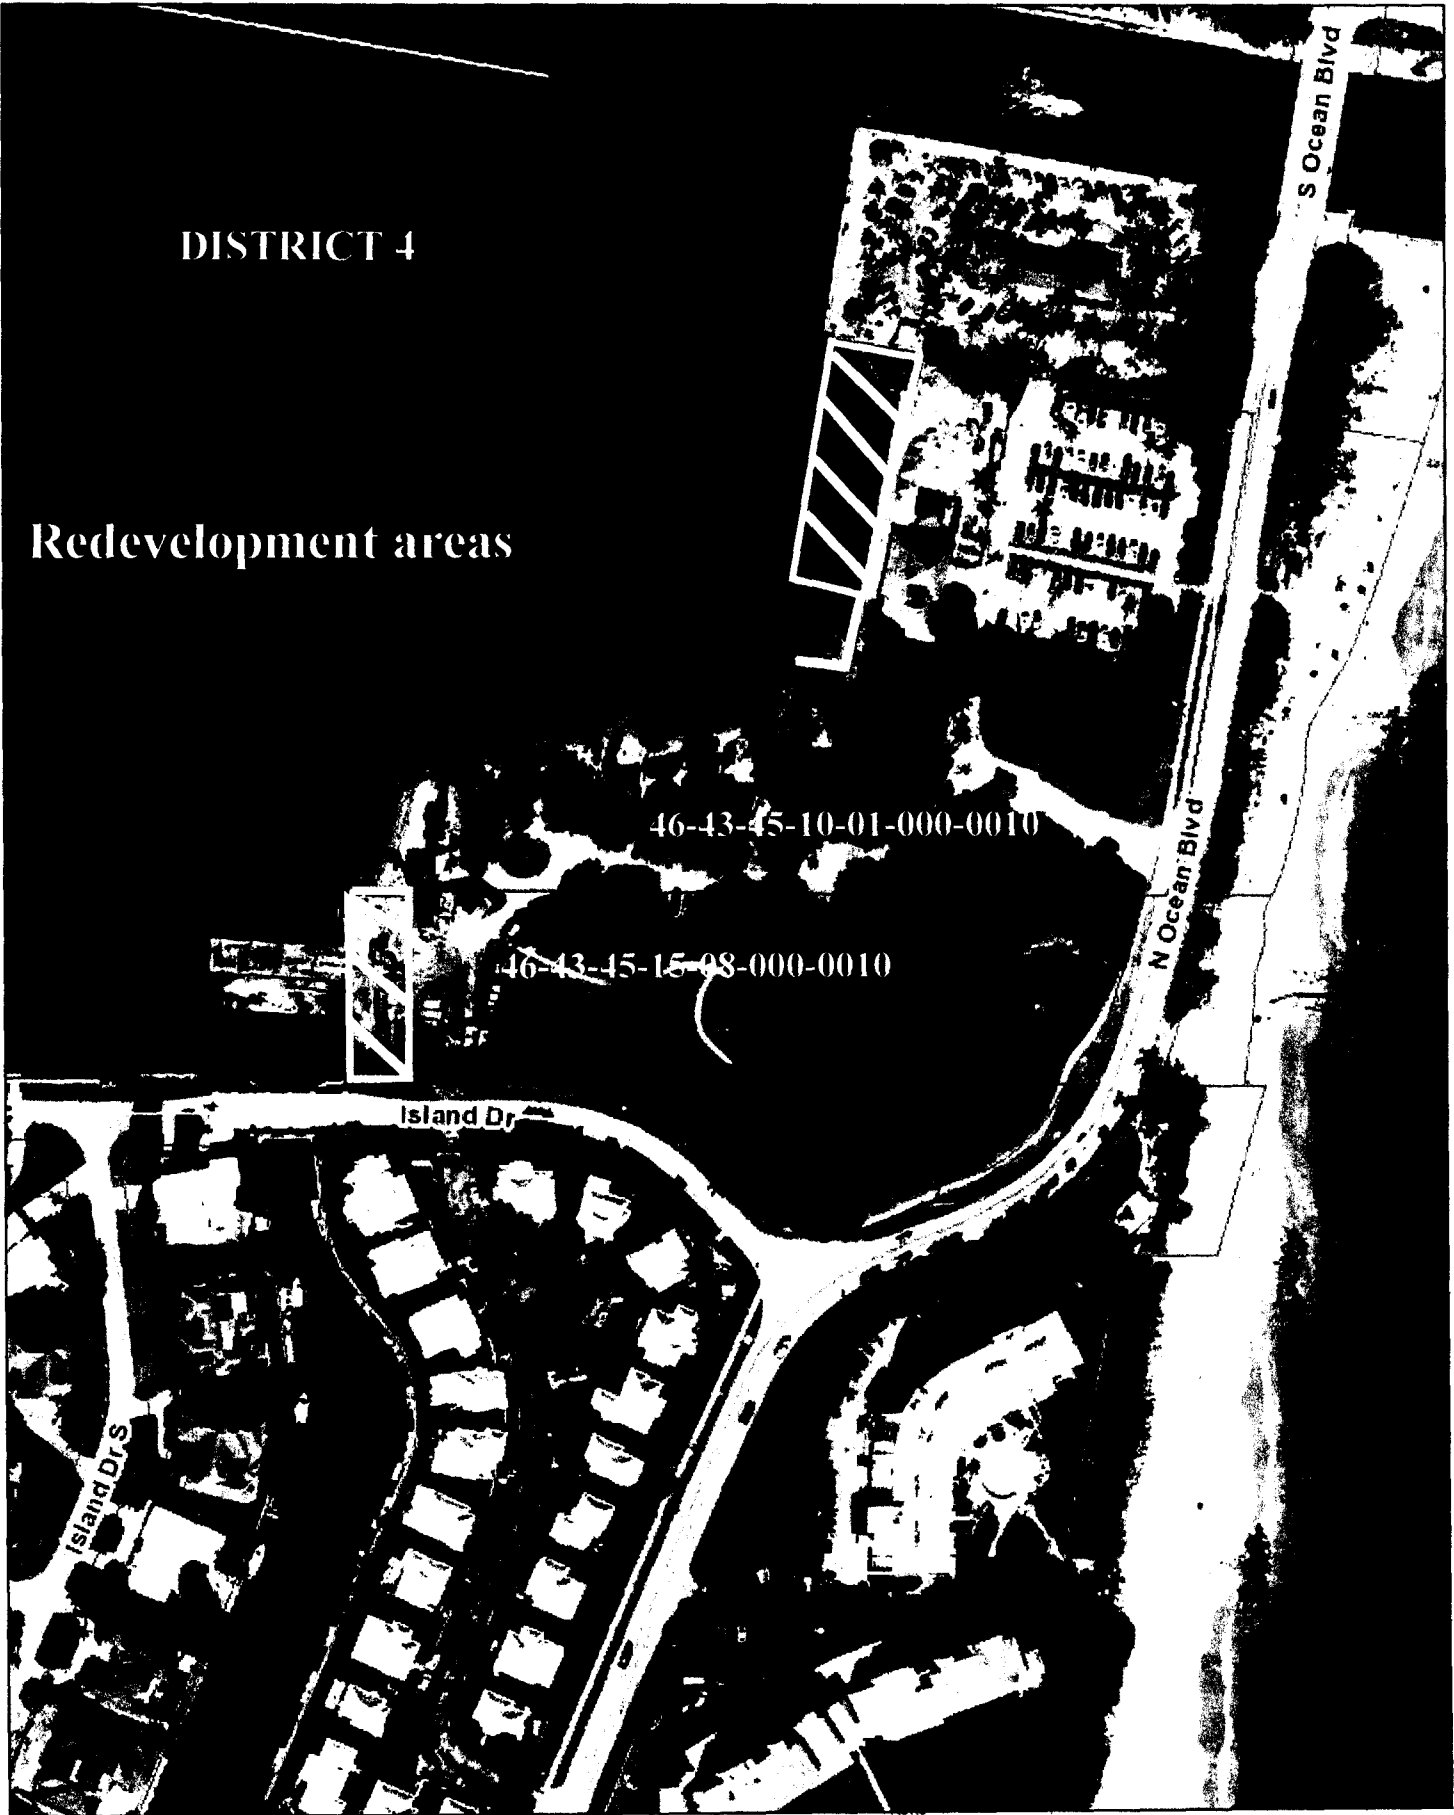 S Ocean Blvd
DISTRICT 4
Redevelopment areas
46-43-45-10-01-000-0010
N Ocean Blvd
46-43-45-15-08-000-0010
Island Dr
Island Dr S